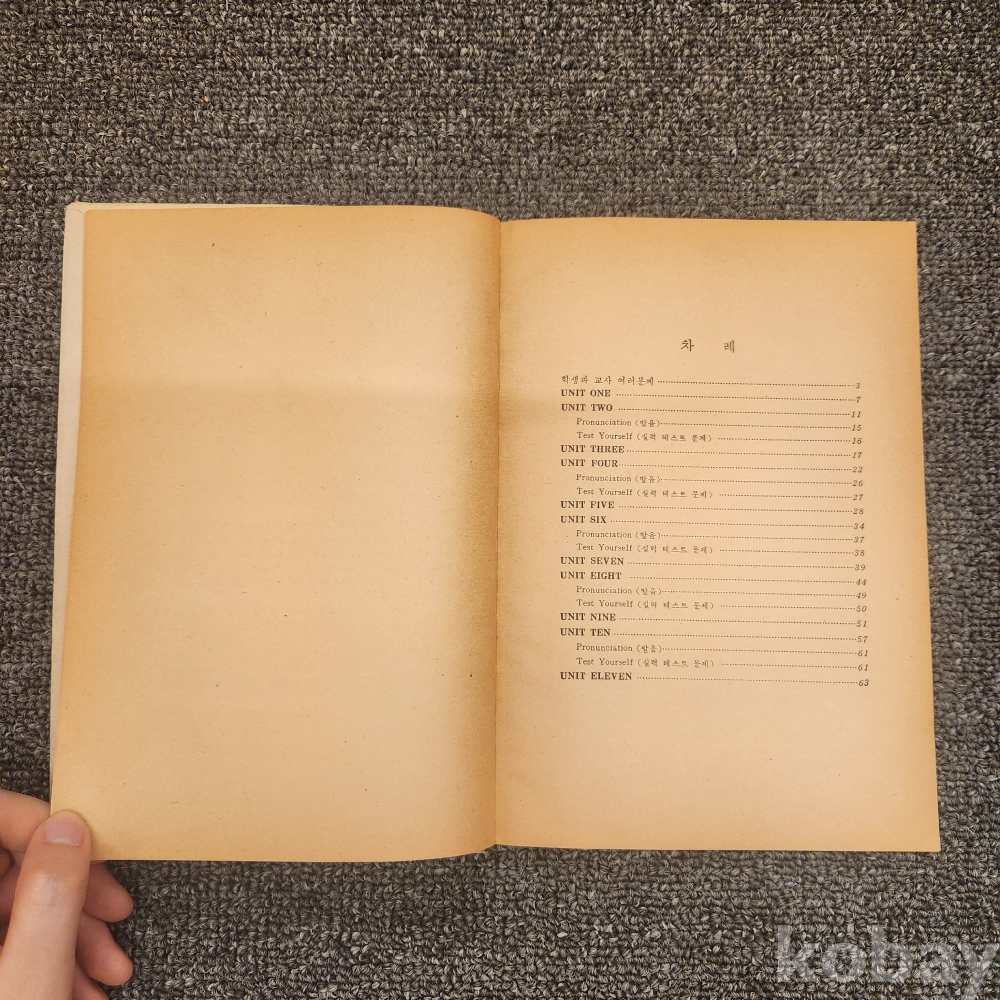 차 례
학생과 교사 여러분께 3
UNIT ONE 7
UNIT TWO 11
Pronunciation (발음) 15
Test Yourself (실력 테스트 문제) 16
UNIT THREE 17
UNIT FOUR 22
Pronunciation (발음) 26
Test Yourself (실력 테스트 문제) 27
UNIT FIVE 28
UNIT SIX 34
Pronunciation (발음) 37
Test Yourself (실력 테스트 문제) 38
UNIT SEVEN 39
UNIT EIGHT 44
Pronunciation (발음) 49
Test Yourself (실력 테스트 문제) 50
UNIT NINE 51
UNIT TEN 57
Pronunciation (발음) 61
Test Yourself (실력 테스트 문제) 61
UNIT ELEVEN 63
kobay